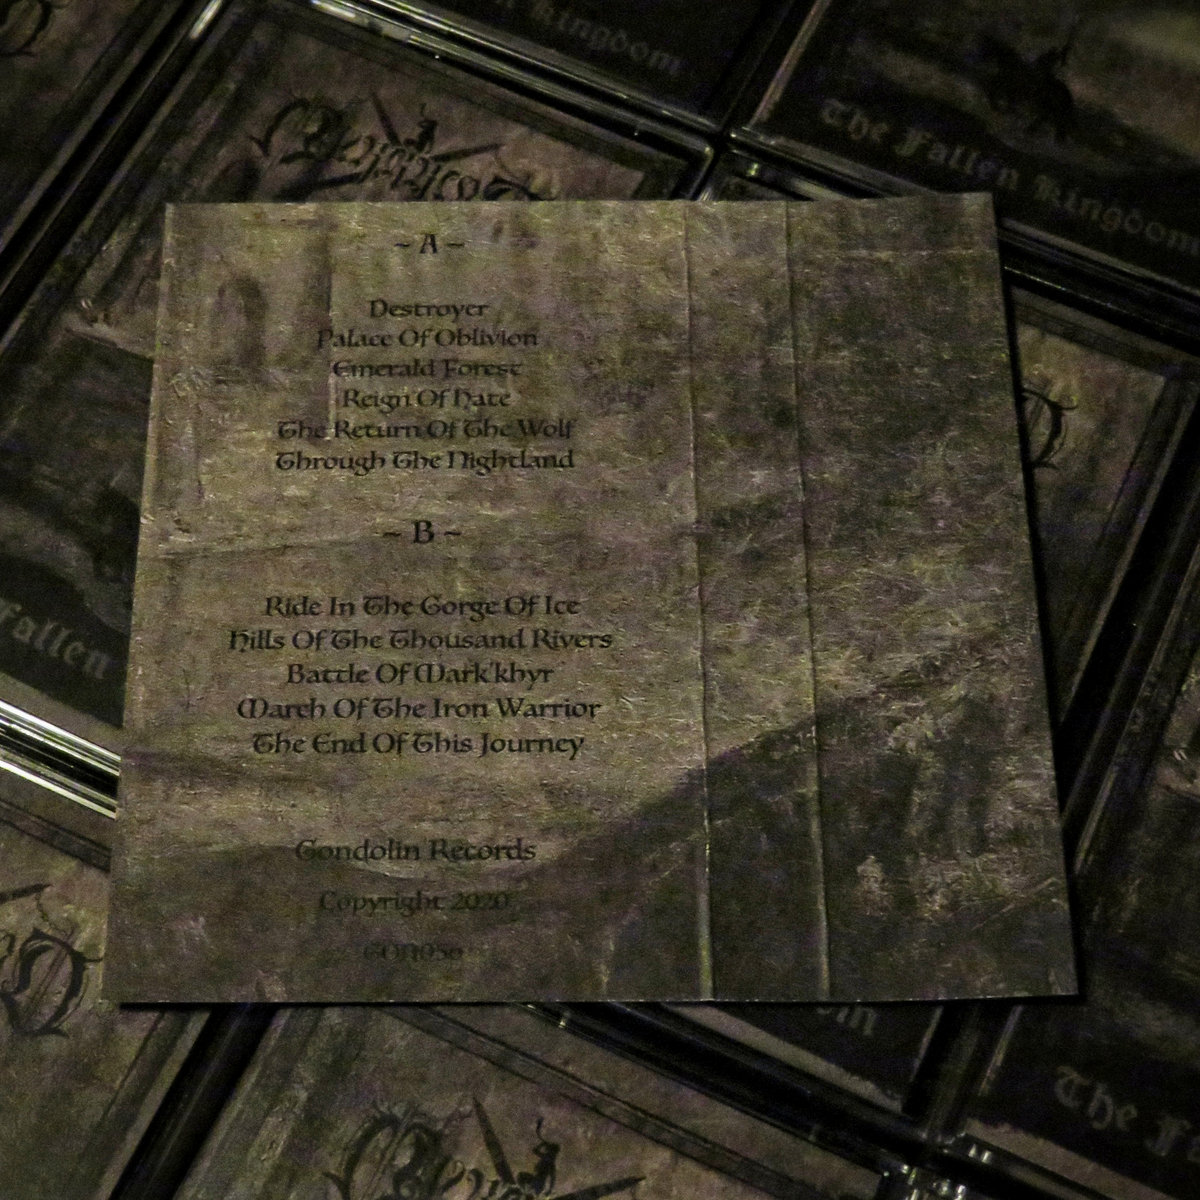 Kingdom
The Fallen Kingdom
~ A ~
Destroyer
Palace Of Oblivion
Emerald Forest
Reign Of Hate
The Return Of The Wolf
Through The Nightland
~ B ~
Ride In The Gorge Of Ice
Hills Of The Thousand Rivers
Battle Of Mark'khyr
March Of The Iron Warrior
The End Of This Journey
Gondolin Records
Copyright 2020
Fallen
The